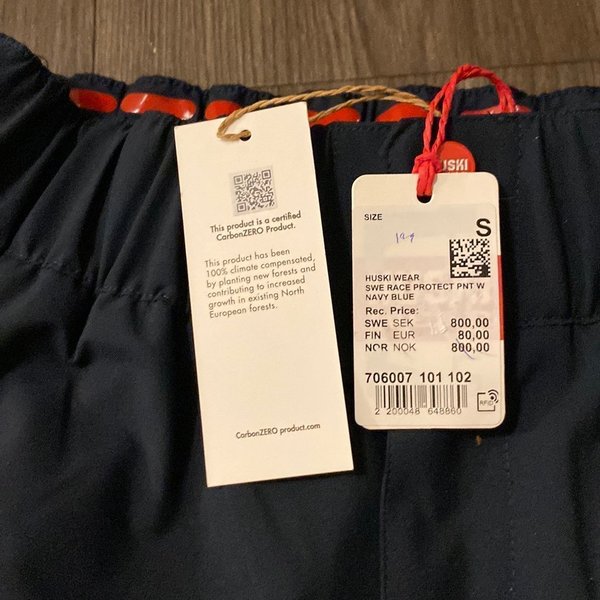 This product is a certified
CarbonZERO Product.
This product has been
100% climate compensated,
by planting new forests and
contributing to increased
growth in existing North
European forests.
CarbonZERO product.com
SIZE
S
HUSKI WEAR
SWE RACE PROTECT PNT W
NAVY BLUE
Rec. Price:
SWE SEK 800,00
FIN EUR 80,00
NOR NOK 800,00
706007 101 102
2 200048 648860
RFID